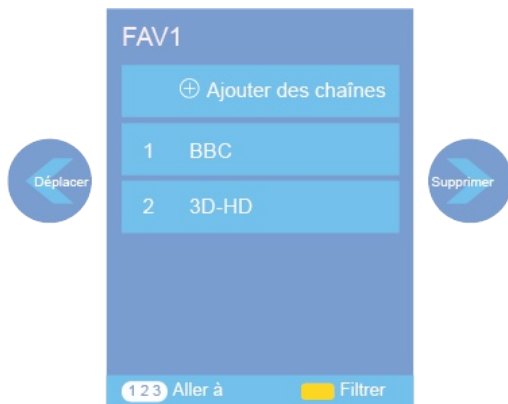 FAV1
⊕ Ajouter des chaînes
1 BBC
Déplacer
Supprimer
2 3D-HD
123 Aller à Filtrer